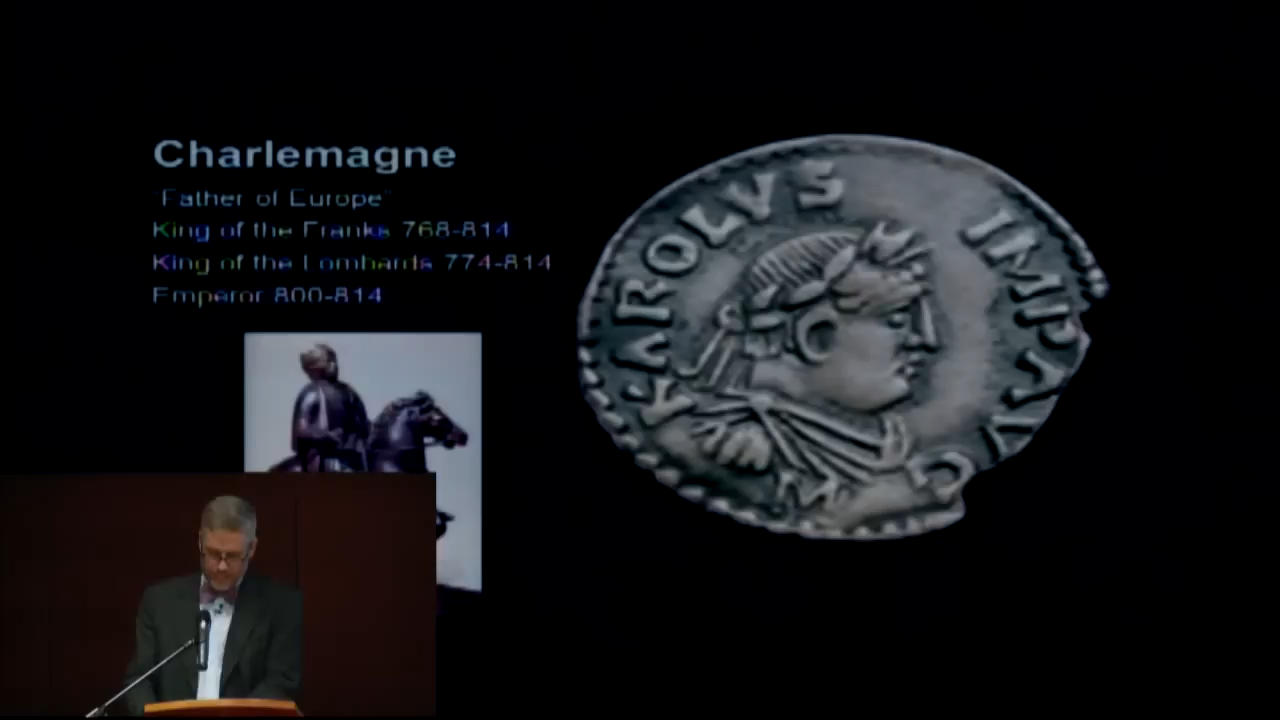 Charlemagne
"Father of Europe"
King of the Franks 768-814
King of the Lombards 774-814
Emperor 800-814
KAROLVS IMP AVG
M